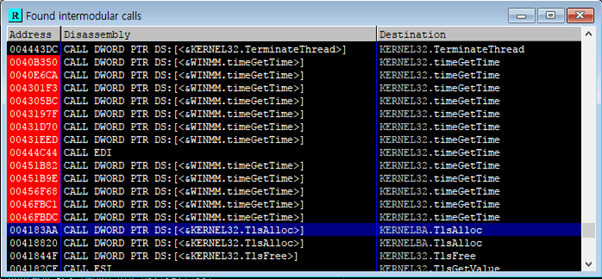 R Found intermodular calls
Address Disassembly Destination
004443DC CALL DWORD PTR DS:[<&KERNEL32.TerminateThread>] KERNEL32.TerminateThread
0040B350 CALL DWORD PTR DS:[<&WINMM.timeGetTime>] KERNEL32.timeGetTime
0040E6CA CALL DWORD PTR DS:[<&WINMM.timeGetTime>] KERNEL32.timeGetTime
004301F3 CALL DWORD PTR DS:[<&WINMM.timeGetTime>] KERNEL32.timeGetTime
004305BC CALL DWORD PTR DS:[<&WINMM.timeGetTime>] KERNEL32.timeGetTime
0043197F CALL DWORD PTR DS:[<&WINMM.timeGetTime>] KERNEL32.timeGetTime
00431D70 CALL DWORD PTR DS:[<&WINMM.timeGetTime>] KERNEL32.timeGetTime
00431EED CALL DWORD PTR DS:[<&WINMM.timeGetTime>] KERNEL32.timeGetTime
00444C44 CALL EDI KERNEL32.timeGetTime
00451B82 CALL DWORD PTR DS:[<&WINMM.timeGetTime>] KERNEL32.timeGetTime
00451B9E CALL DWORD PTR DS:[<&WINMM.timeGetTime>] KERNEL32.timeGetTime
00456F68 CALL DWORD PTR DS:[<&WINMM.timeGetTime>] KERNEL32.timeGetTime
0046FBC1 CALL DWORD PTR DS:[<&WINMM.timeGetTime>] KERNEL32.timeGetTime
0046FBDC CALL DWORD PTR DS:[<&WINMM.timeGetTime>] KERNEL32.timeGetTime
004183AA CALL DWORD PTR DS:[<&KERNEL32.TlsAlloc>] KERNELBA.TlsAlloc
00418820 CALL DWORD PTR DS:[<&KERNEL32.TlsAlloc>] KERNELBA.TlsAlloc
0041844F CALL DWORD PTR DS:[<&KERNEL32.TlsFree>] KERNEL32.TlsFree
004182CF CALL ESI KERNELBA.TlsGetValue